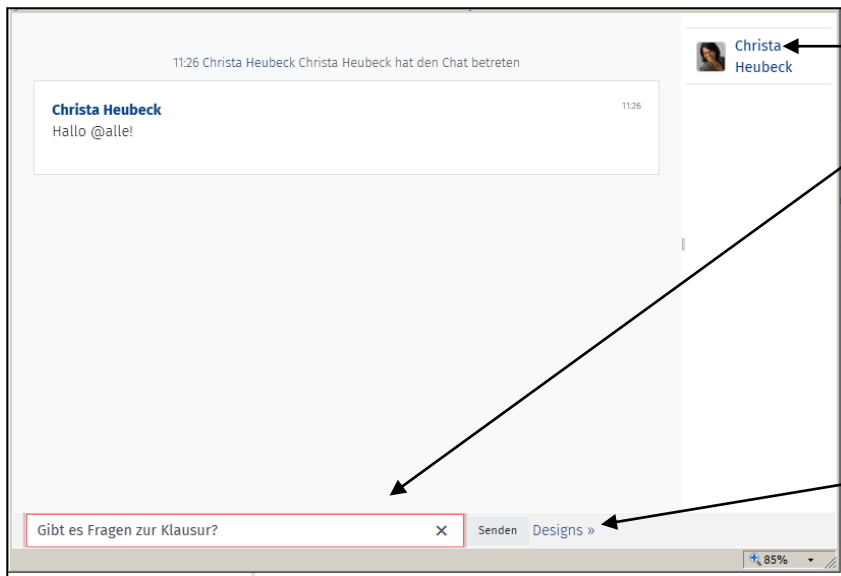 11:26 Christa Heubeck Christa Heubeck hat den Chat betreten
Christa Heubeck
11:26
Hallo @alle!
Christa
Heubeck
Gibt es Fragen zur Klausur?
Senden
Designs »
85%